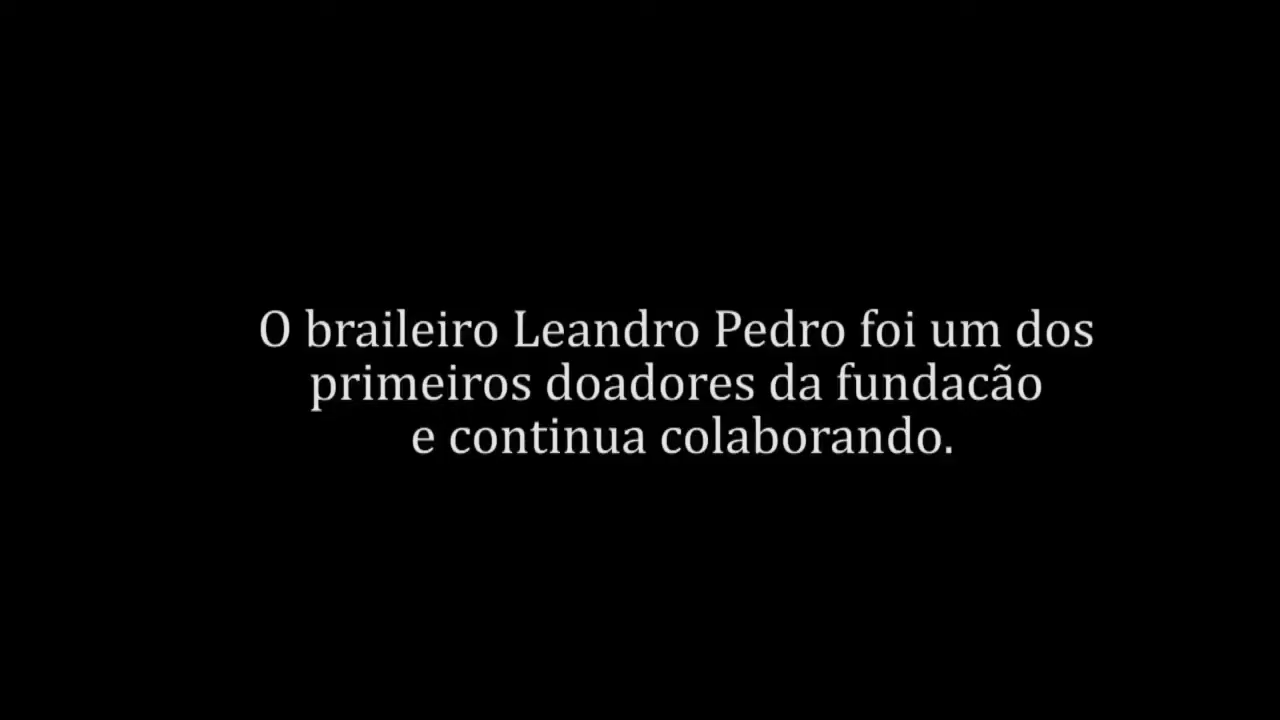 O braileiro Leandro Pedro foi um dos
primeiros doadores da fundacão
e continua colaborando.